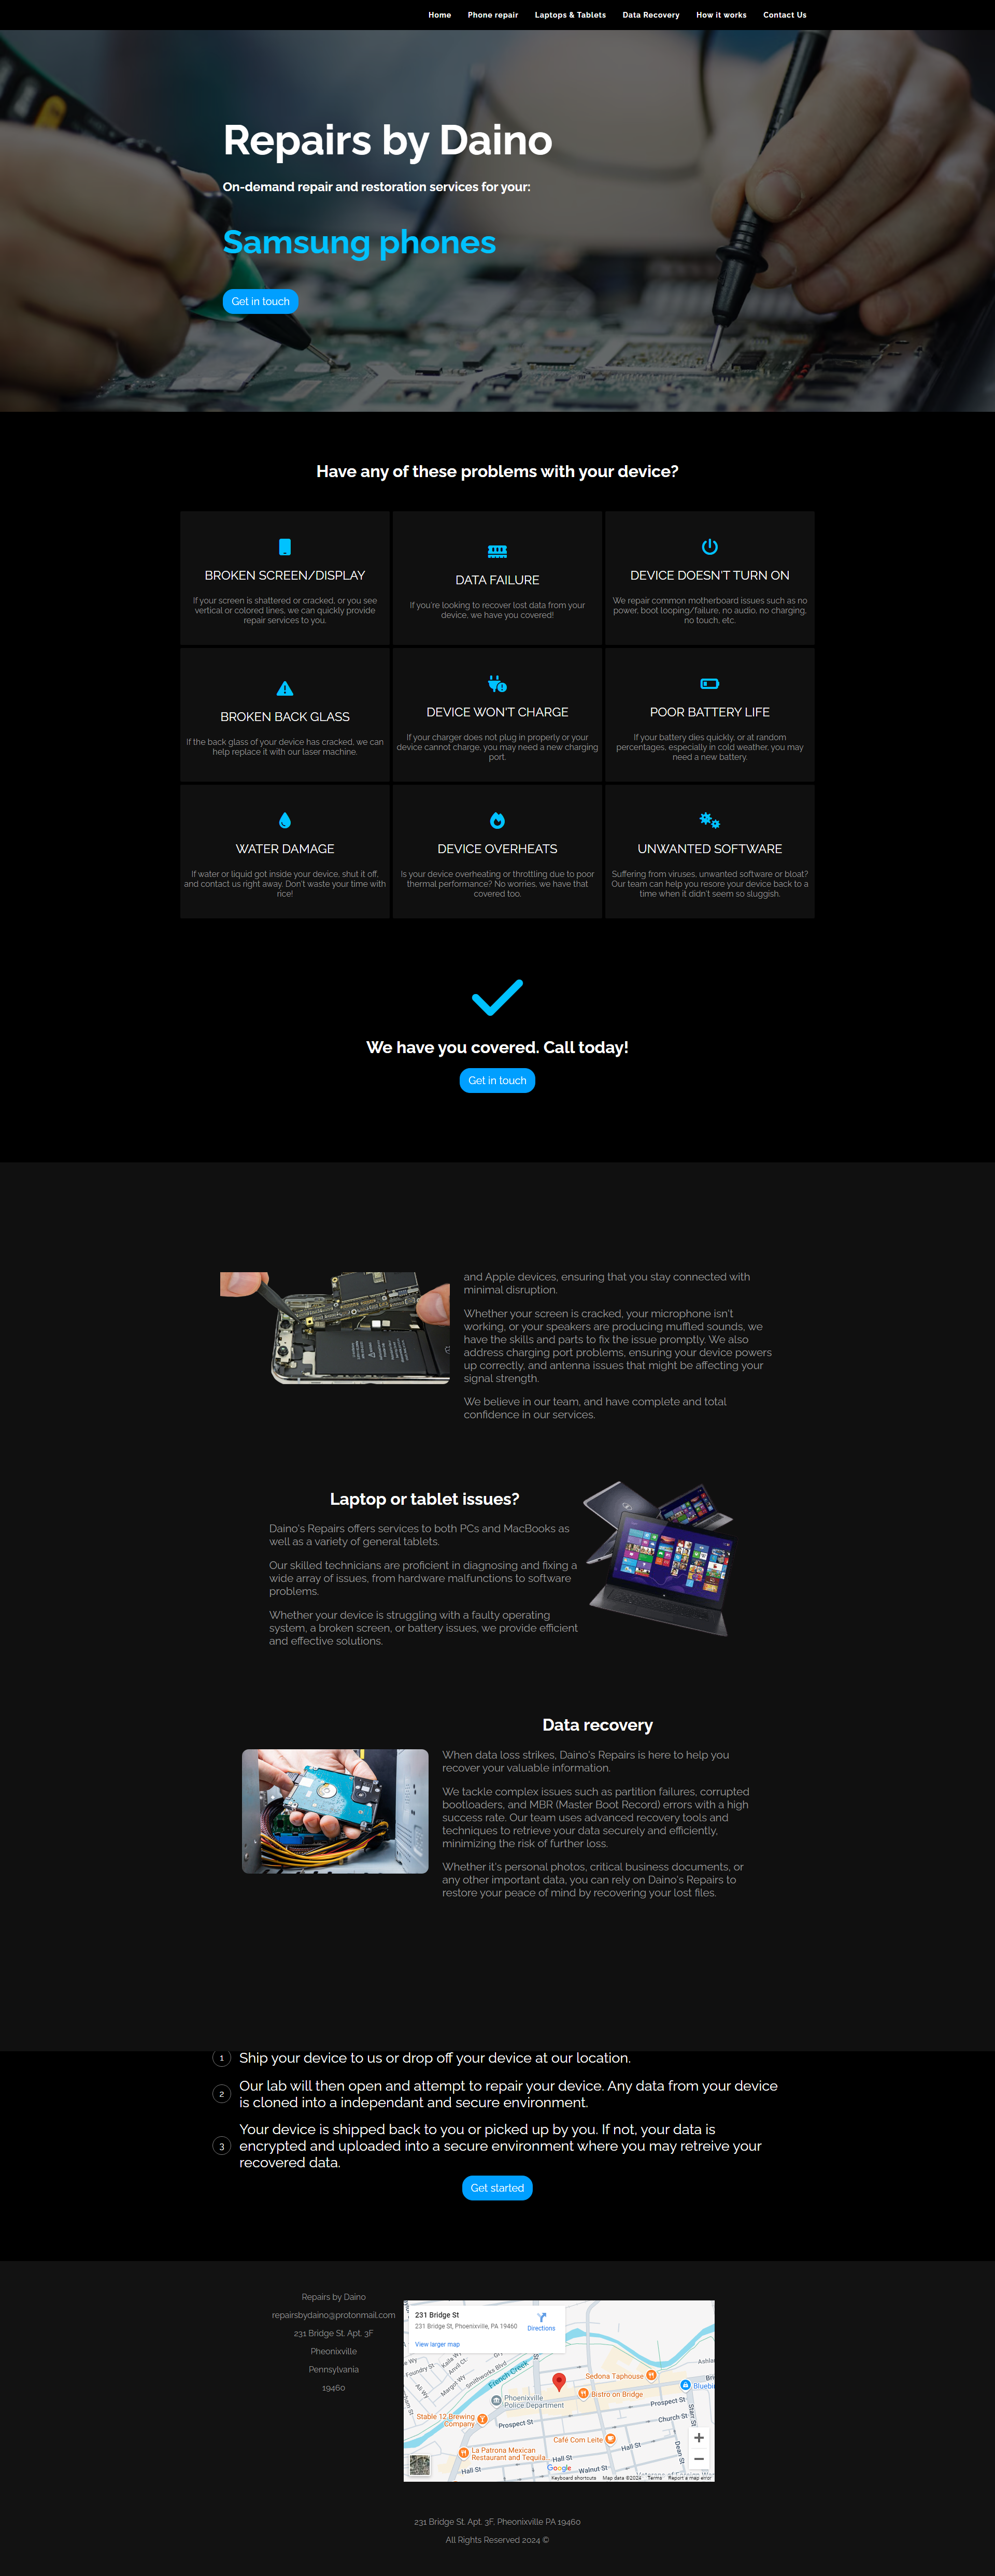 Home Phone repair Laptops & Tablets Data Recovery How it works Contact Us
Repairs by Daino
On-demand repair and restoration services for your:
Samsung phones
Get in touch
Have any of these problems with your device?
BROKEN SCREEN/DISPLAY
If your screen is shattered or cracked, or you see
vertical or colored lines, we can quickly provide
repair services to you.
DATA FAILURE
If you're looking to recover lost data from your
device, we have you covered!
DEVICE DOESN'T TURN ON
We repair common motherboard issues such as no
power, boot looping/failure, no audio, no charging,
no touch, etc.
BROKEN BACK GLASS
If the back glass of your device has cracked, we can
help replace it with our laser machine.
DEVICE WON'T CHARGE
If your charger does not plug in properly or your
device cannot charge, you may need a new charging
port.
POOR BATTERY LIFE
If your battery dies quickly, or at random
percentages, especially in cold weather, you may
need a new battery.
WATER DAMAGE
If water or liquid got inside your device, shut it off,
and contact us right away. Don't waste your time with
rice!
DEVICE OVERHEATS
Is your device overheating or throttling due to poor
thermal performance? No worries, we have that
covered too.
UNWANTED SOFTWARE
Suffering from viruses, unwanted software or bloat?
Our team can help you resore your device back to a
time when it didn't seem so sluggish.
We have you covered. Call today!
Get in touch
and Apple devices, ensuring that you stay connected with
minimal disruption.
Whether your screen is cracked, your microphone isn't
working, or your speakers are producing muffled sounds, we
have the skills and parts to fix the issue promptly. We also
address charging port problems, ensuring your device powers
up correctly, and antenna issues that might be affecting your
signal strength.
We believe in our team, and have complete and total
confidence in our services.
Laptop or tablet issues?
Daino's Repairs offers services to both PCs and MacBooks as
well as a variety of general tablets.
Our skilled technicians are proficient in diagnosing and fixing a
wide array of issues, from hardware malfunctions to software
problems.
Whether your device is struggling with a faulty operating
system, a broken screen, or battery issues, we provide efficient
and effective solutions.
Data recovery
When data loss strikes, Daino's Repairs is here to help you
recover your valuable information.
We tackle complex issues such as partition failures, corrupted
bootloaders, and MBR (Master Boot Record) errors with a high
success rate. Our team uses advanced recovery tools and
techniques to retrieve your data securely and efficiently,
minimizing the risk of further loss.
Whether it's personal photos, critical business documents, or
any other important data, you can rely on Daino's Repairs to
restore your peace of mind by recovering your lost files.
1 Ship your device to us or drop off your device at our location.
2 Our lab will then open and attempt to repair your device. Any data from your device
is cloned into a independant and secure environment.
3 Your device is shipped back to you or picked up by you. If not, your data is
encrypted and uploaded into a secure environment where you may retreive your
recovered data.
Get started
Repairs by Daino
repairsbydaino@protonmail.com
231 Bridge St. Apt. 3F
Pheonixville
Pennsylvania
19460
231 Bridge St
231 Bridge St, Phoenixville, PA 19460
Directions
View larger map
Foundry St
Kaila Wy
Anvil Ct
Margot Wy
Smithworks Blvd
Ali Wy
French Creek
Sedona Taphouse
Bistro on Bridge
Phoenixville
Police Department
Stable 12 Brewing
Company
Prospect St
Prospect St
Church St
Starr St
Dean St
Café Com Leite
La Patrona Mexican
Restaurant and Tequila
Hall St
Hall St
Hall St
Walnut St
Google
Keyboard shortcuts Map data ©2024 Terms Report a map error
231 Bridge St. Apt. 3F, Pheonixville PA 19460
All Rights Reserved 2024 ©